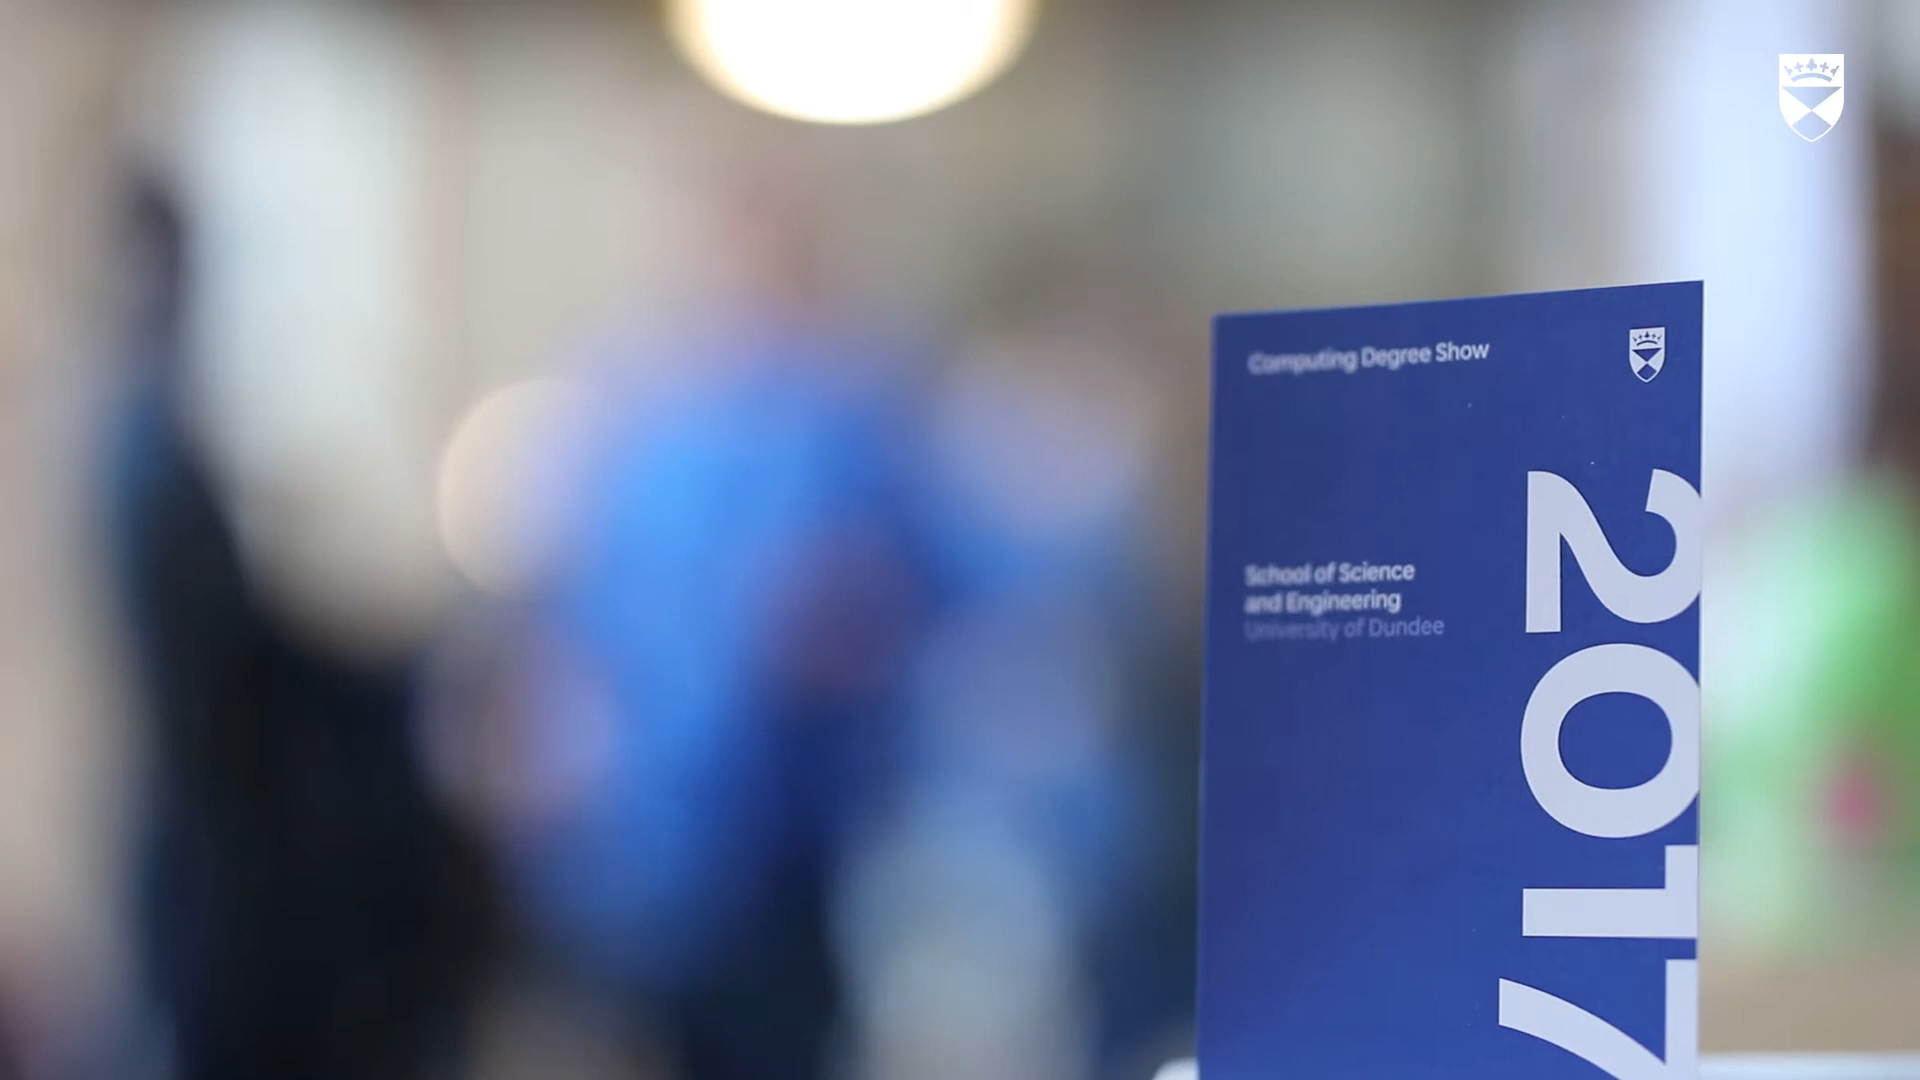 Computing Degree Show
School of Science
and Engineering
University of Dundee
2017